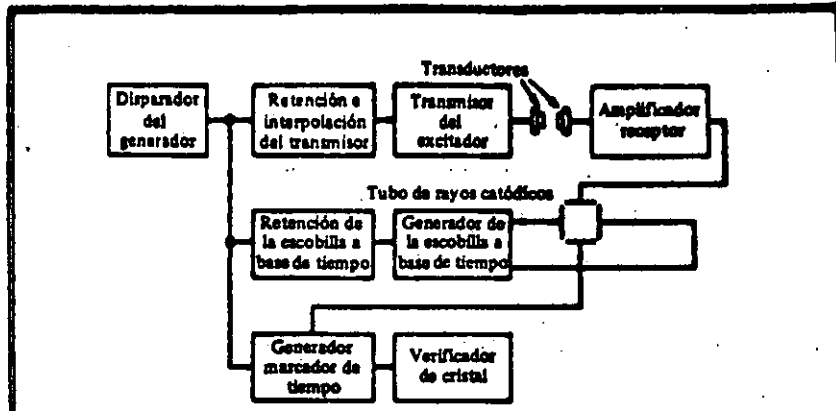 Transductores
Disparador
del
generador
Retención e
interpolación
del transmisor
Transmisor
del
excitador
Amplificador
receptor
Tubo de rayos catódicos
Retención de
la escobilla a
base de tiempo
Generador de
la escobilla a
base de tiempo
Generador
marcador de
tiempo
Verificador
de cristal